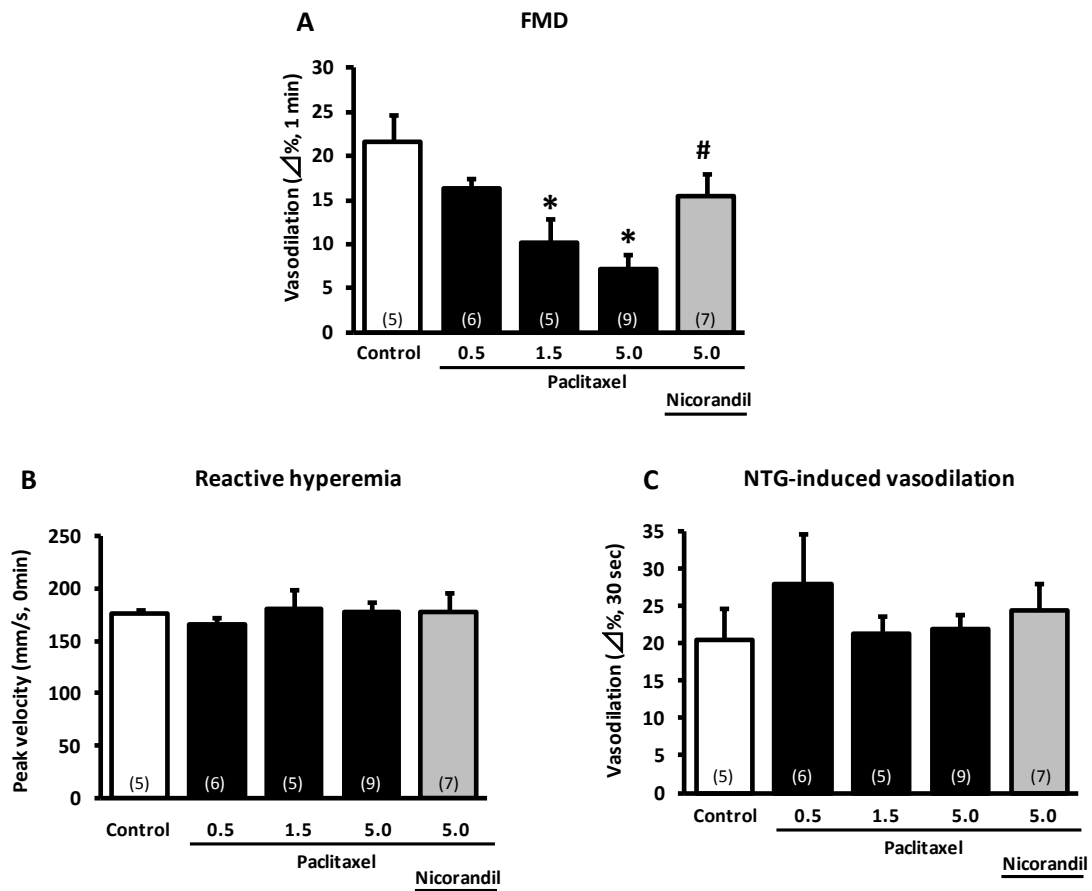 A
FMD
Vasodilation (⊿%, 1 min)
30
25
20
15
10
5
0
*
*
#
(5)
(6)
(5)
(9)
(7)
Control
0.5
1.5
5.0
5.0
Paclitaxel
Nicorandil
B
Reactive hyperemia
Peak velocity (mm/s, 0min)
250
200
150
100
50
0
(5)
(6)
(5)
(9)
(7)
Control
0.5
1.5
5.0
5.0
Paclitaxel
Nicorandil
C
NTG-induced vasodilation
Vasodilation (⊿%, 30 sec)
35
30
25
20
15
10
5
0
(5)
(6)
(5)
(9)
(7)
Control
0.5
1.5
5.0
5.0
Paclitaxel
Nicorandil